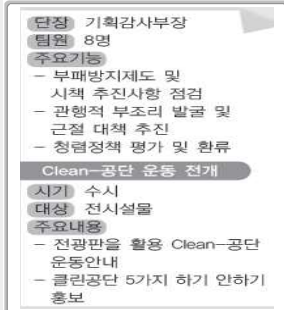 단장 기획감사부장
팀원 8명
주요기능
- 부패방지제도 및
시책 추진사항 점검
- 관행적 부조리 발굴 및
근절 대책 추진
- 청렴정책 평가 및 환류
Clean-공단 운동 전개
시기 수시
대상 전시설물
주요내용
- 전광판을 활용 Clean-공단
운동안내
- 클린공단 5가지 하기 안하기
홍보